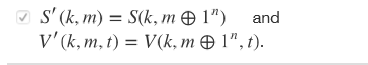 S'(k, m) = S(k, m ⊕ 1ⁿ) and
V'(k, m, t) = V(k, m ⊕ 1ⁿ, t).